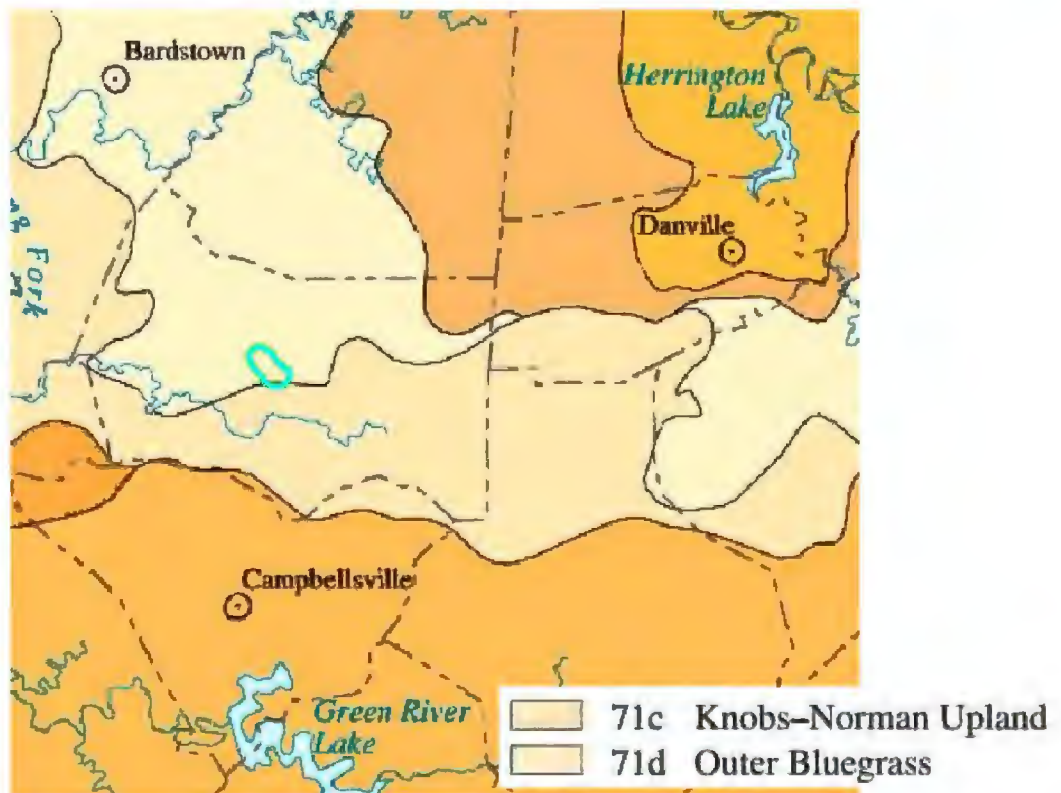 Bardstown
Herrington
Lake
Danville
Fork
Campbellsville
Green River
Lake
71c Knobs–Norman Upland
71d Outer Bluegrass